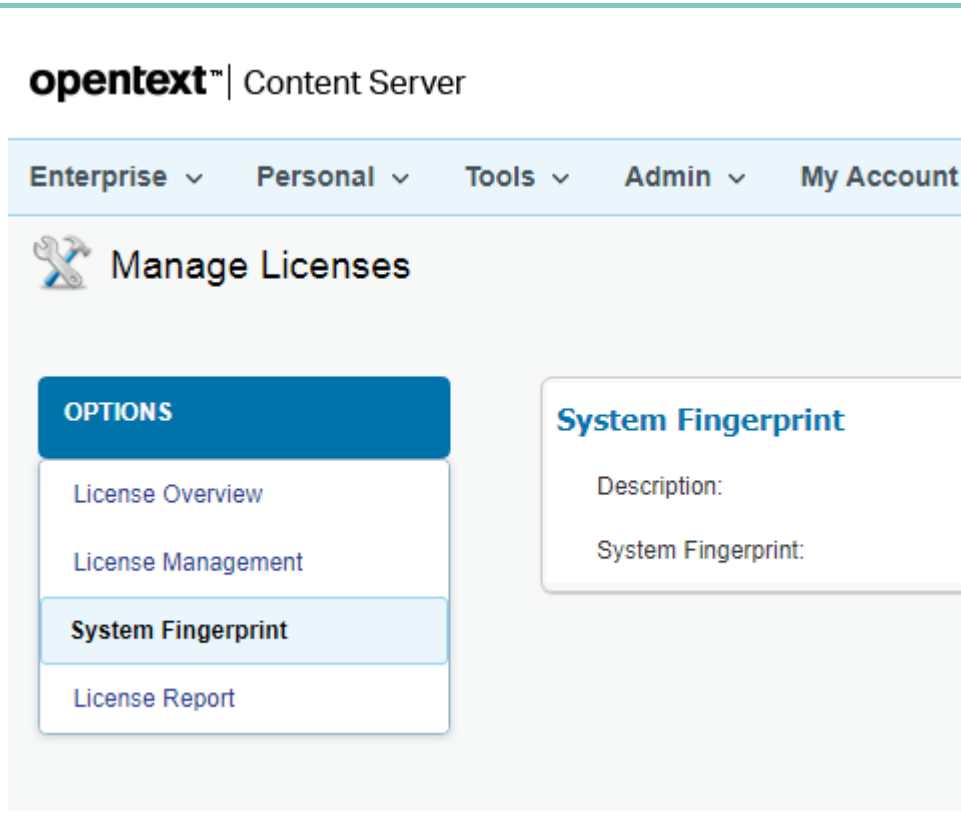 opentext™ | Content Server
Enterprise Personal Tools Admin My Account
Manage Licenses
OPTIONS
License Overview
License Management
System Fingerprint
License Report
System Fingerprint
Description:
System Fingerprint: